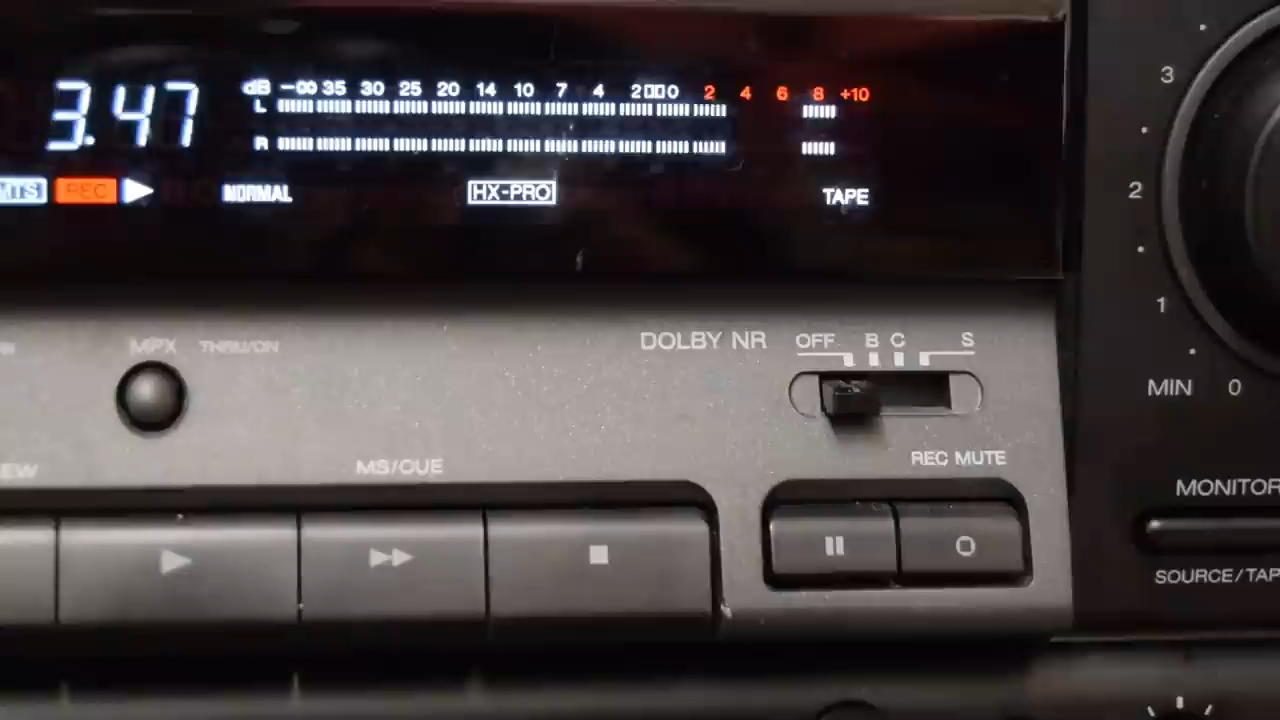 3.47
dB -∞ 35 30 25 20 14 10 7 4 2 0 2 4 6 8 +10
L
R
REC
NORMAL HX-PRO TAPE
3
2
1
MIN 0
MPX THRU/ON
DOLBY NR OFF B C S
MS/CUE
REC MUTE
MONITOR
SOURCE/TAP